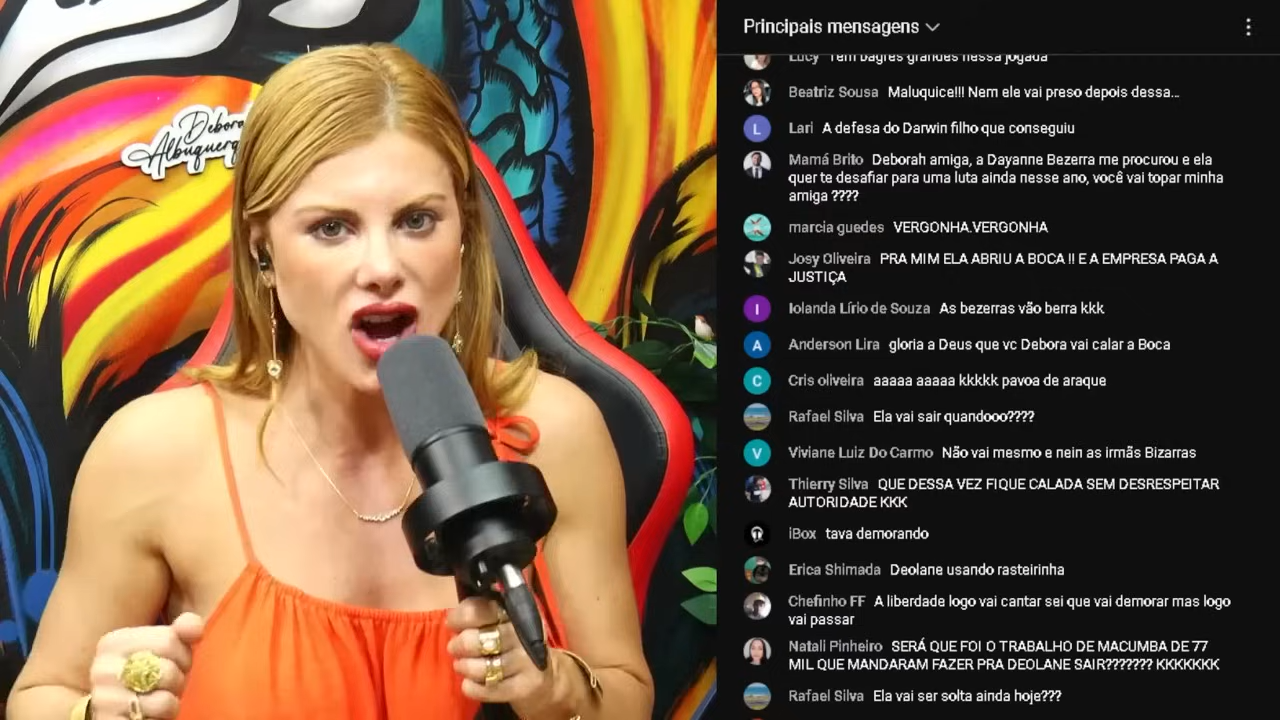 Debora
Albuquerq
Principais mensagens
Lucy Tem bagres grandes nessa jogada
Beatriz Sousa Maluquice!!! Nem ele vai preso depois dessa...
L Lari A defesa do Darwin filho que conseguiu
Mamá Brito Deborah amiga, a Dayanne Bezerra me procurou e ela
quer te desafiar para uma luta ainda nesse ano, você vai topar minha
amiga ????
marcia guedes VERGONHA.VERGONHA
Josy Oliveira PRA MIM ELA ABRIU A BOCA !! E A EMPRESA PAGA A
JUSTIÇA
I Iolanda Lírio de Souza As bezerras vão berra kkk
A Anderson Lira gloria a Deus que vc Debora vai calar a Boca
C Cris oliveira aaaaa aaaaa kkkkk pavoa de araque
Rafael Silva Ela vai sair quandooo????
V Viviane Luiz Do Carmo Não vai mesmo e nein as irmãs Bizarras
Thierry Silva QUE DESSA VEZ FIQUE CALADA SEM DESRESPEITAR
AUTORIDADE KKK
iBox tava demorando
Erica Shimada Deolane usando rasteirinha
Chefinho FF A liberdade logo vai cantar sei que vai demorar mas logo
vai passar
Natali Pinheiro SERÁ QUE FOI O TRABALHO DE MACUMBA DE 77
MIL QUE MANDARAM FAZER PRA DEOLANE SAIR??????? KKKKKKK
Rafael Silva Ela vai ser solta ainda hoje???